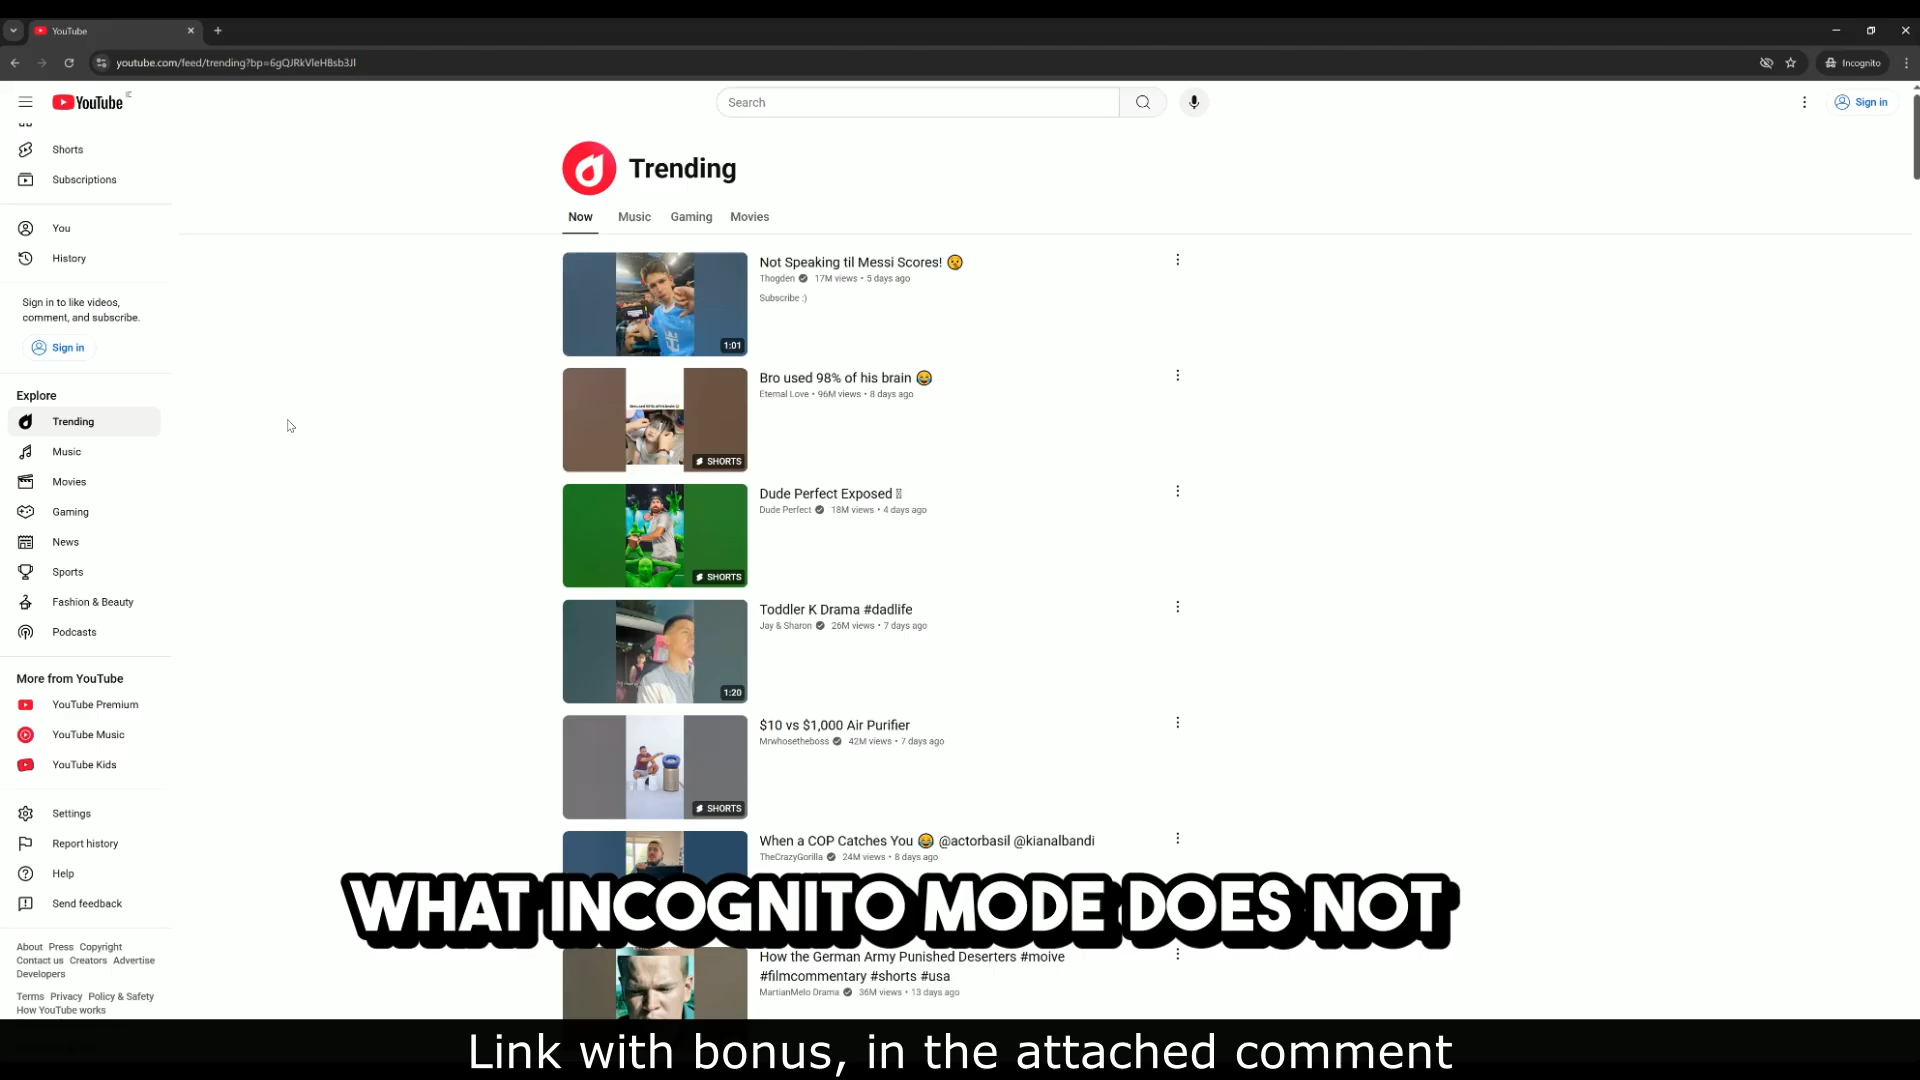 YouTube
youtube.com/feed/trending?bp=6gQJRkVleHBsb3Jl
Incognito
YouTube
Search
Sign in
Shorts
Subscriptions
You
History
Sign in to like videos,
comment, and subscribe.
Sign in
Explore
Trending
Music
Movies
Gaming
News
Sports
Fashion & Beauty
Podcasts
More from YouTube
YouTube Premium
YouTube Music
YouTube Kids
Settings
Report history
Help
Send feedback
About Press Copyright
Contact us Creators Advertise
Developers
Terms Privacy Policy & Safety
How YouTube works
Trending
Now Music Gaming Movies
Not Speaking til Messi Scores! 🤫
Thogden 17M views • 5 days ago
Subscribe :)
1:01
Bro used 98% of his brain 😂
Eternal Love • 96M views • 8 days ago
SHORTS
Dude Perfect Exposed
Dude Perfect 18M views • 4 days ago
SHORTS
Toddler K Drama #dadlife
Jay & Sharon 26M views • 7 days ago
1:20
$10 vs $1,000 Air Purifier
Mrwhosetheboss 42M views • 7 days ago
SHORTS
When a COP Catches You 😂 @actorbasil @kianalbandi
TheCrazyGorilla 24M views • 8 days ago
WHAT INCOGNITO MODE DOES NOT
How the German Army Punished Deserters #moive
#filmcommentary #shorts #usa
MartianMelo Drama 36M views • 13 days ago
Link with bonus, in the attached comment